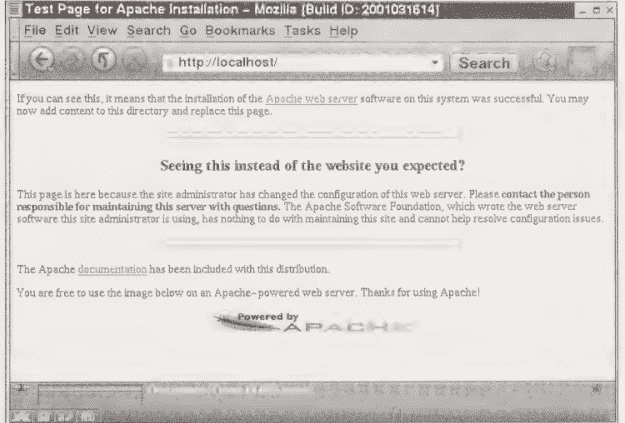 Test Page for Apache Installation – Mozilla {Build ID: 2001031614}
File Edit View Search Go Bookmarks Tasks Help
http://localhost/ Search
If you can see this, it means that the installation of the Apache web server software on this system was successful. You may
now add content to this directory and replace this page.
Seeing this instead of the website you expected?
This page is here because the site administrator has changed the configuration of this web server. Please contact the person
responsible for maintaining this server with questions. The Apache Software Foundation, which wrote the web server
software this site administrator is using, has nothing to do with maintaining this site and cannot help resolve configuration issues.
The Apache documentation has been included with this distribution.
You are free to use the image below on an Apache-powered web server. Thanks for using Apache!
Powered by
APACHE